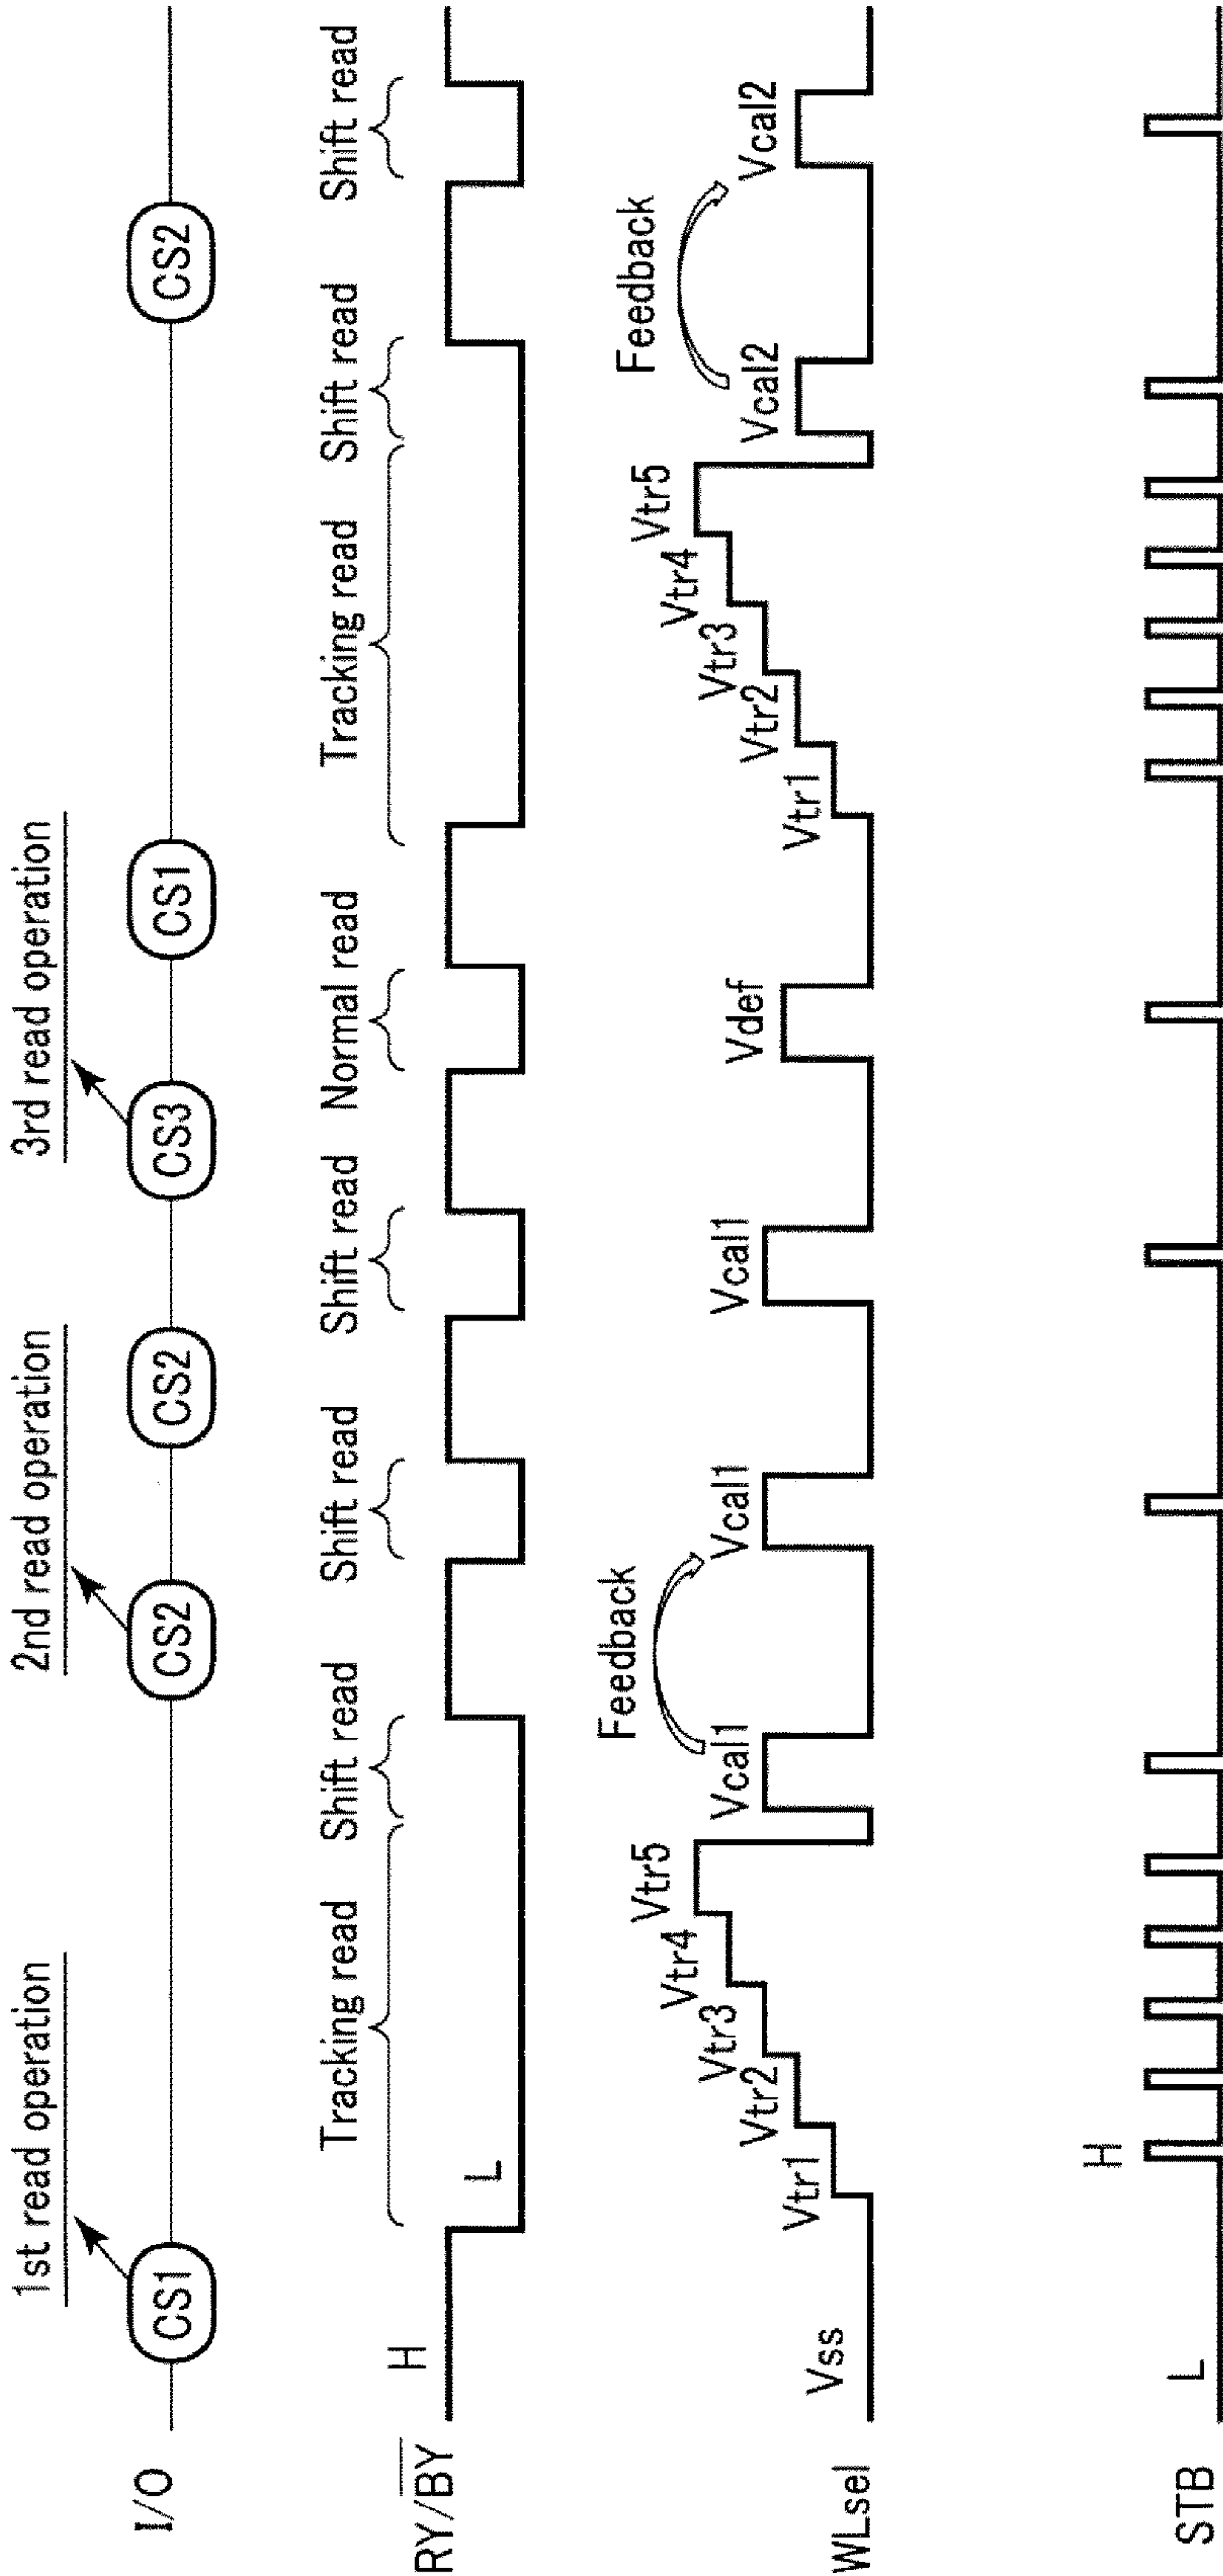 1st read operation
2nd read operation
3rd read operation
I/O
CS1
CS2
CS2
CS3
CS1
CS2
Tracking read
Shift read
Shift read
Shift read
Normal read
Tracking read
Shift read
Shift read
RY/BY
H
L
Feedback
Feedback
WLsel
Vss
Vtr1
Vtr2
Vtr3
Vtr4
Vtr5
Vcal1
Vcal1
Vcal1
Vdef
Vtr1
Vtr2
Vtr3
Vtr4
Vtr5
Vcal2
Vcal2
STB
L
H